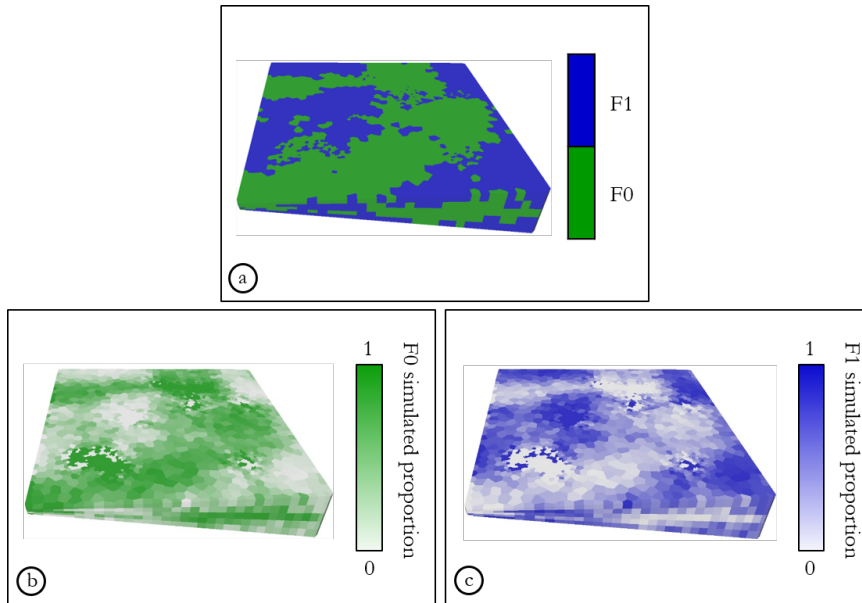 F1
F0
a
1
F0 simulated proportion
0
b
1
F1 simulated proportion
0
c